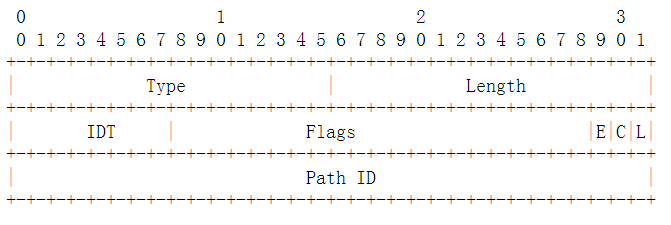 0                   1                   2                   3
 0 1 2 3 4 5 6 7 8 9 0 1 2 3 4 5 6 7 8 9 0 1 2 3 4 5 6 7 8 9 0 1
+-+-+-+-+-+-+-+-+-+-+-+-+-+-+-+-+-+-+-+-+-+-+-+-+-+-+-+-+-+-+-+-+
|             Type              |             Length            |
+-+-+-+-+-+-+-+-+-+-+-+-+-+-+-+-+-+-+-+-+-+-+-+-+-+-+-+-+-+-+-+-+
|       IDT     |                Flags                    |E|C|L|
+-+-+-+-+-+-+-+-+-+-+-+-+-+-+-+-+-+-+-+-+-+-+-+-+-+-+-+-+-+-+-+-+
|                             Path ID                           |
+-+-+-+-+-+-+-+-+-+-+-+-+-+-+-+-+-+-+-+-+-+-+-+-+-+-+-+-+-+-+-+-+